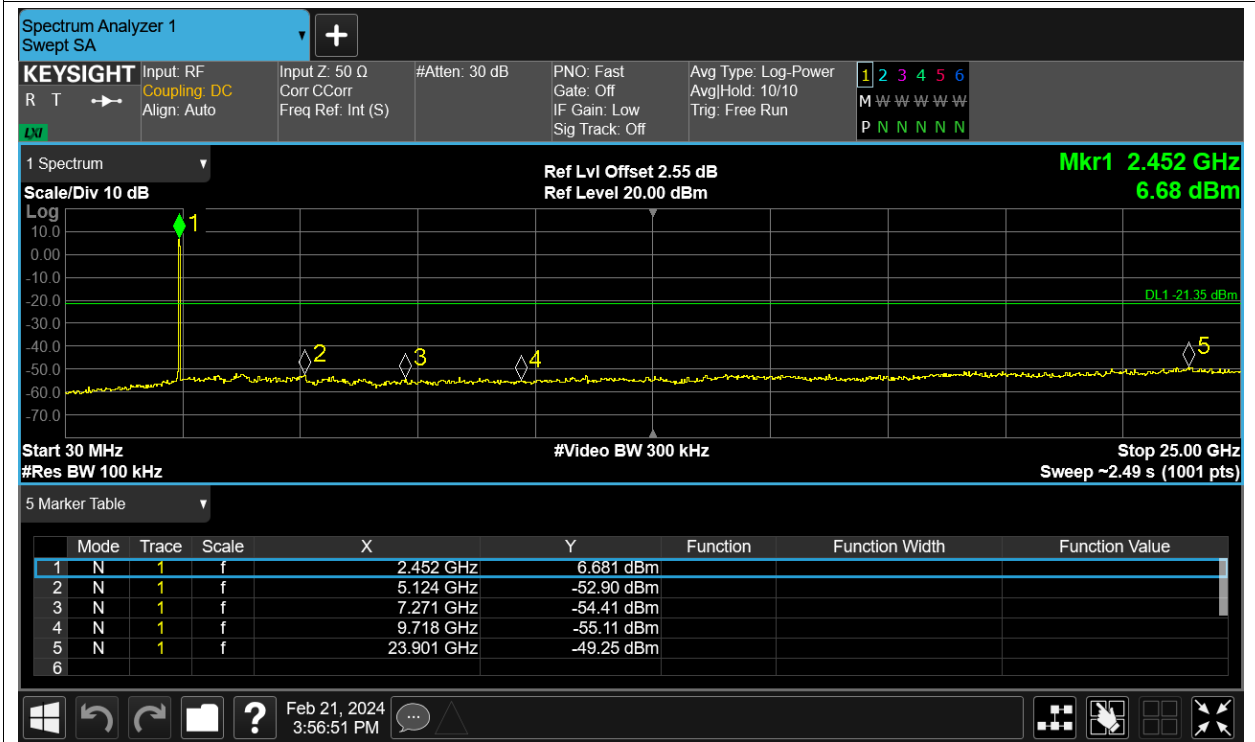 Spectrum Analyzer 1
Swept SA
+
KEYSIGHT
R T
LXI
Input: RF
Coupling: DC
Align: Auto
Input Z: 50 Ω
Corr CCorr
Freq Ref: Int (S)
#Atten: 30 dB
PNO: Fast
Gate: Off
IF Gain: Low
Sig Track: Off
Avg Type: Log-Power
Avg|Hold: 10/10
Trig: Free Run
1 2 3 4 5 6
M W W W W W
P N N N N N
1 Spectrum
Scale/Div 10 dB
Ref Lvl Offset 2.55 dB
Ref Level 20.00 dBm
Mkr1 2.452 GHz
6.68 dBm
Log
10.0
0.00
-10.0
-20.0
-30.0
-40.0
-50.0
-60.0
-70.0
1
2
3
4
5
DL1 -21.35 dBm
Start 30 MHz
#Res BW 100 kHz
#Video BW 300 kHz
Stop 25.00 GHz
Sweep ~2.49 s (1001 pts)
5 Marker Table
Mode Trace Scale X Y Function Function Width Function Value
1 N 1 f 2.452 GHz 6.681 dBm
2 N 1 f 5.124 GHz -52.90 dBm
3 N 1 f 7.271 GHz -54.41 dBm
4 N 1 f 9.718 GHz -55.11 dBm
5 N 1 f 23.901 GHz -49.25 dBm
6
?
Feb 21, 2024
3:56:51 PM